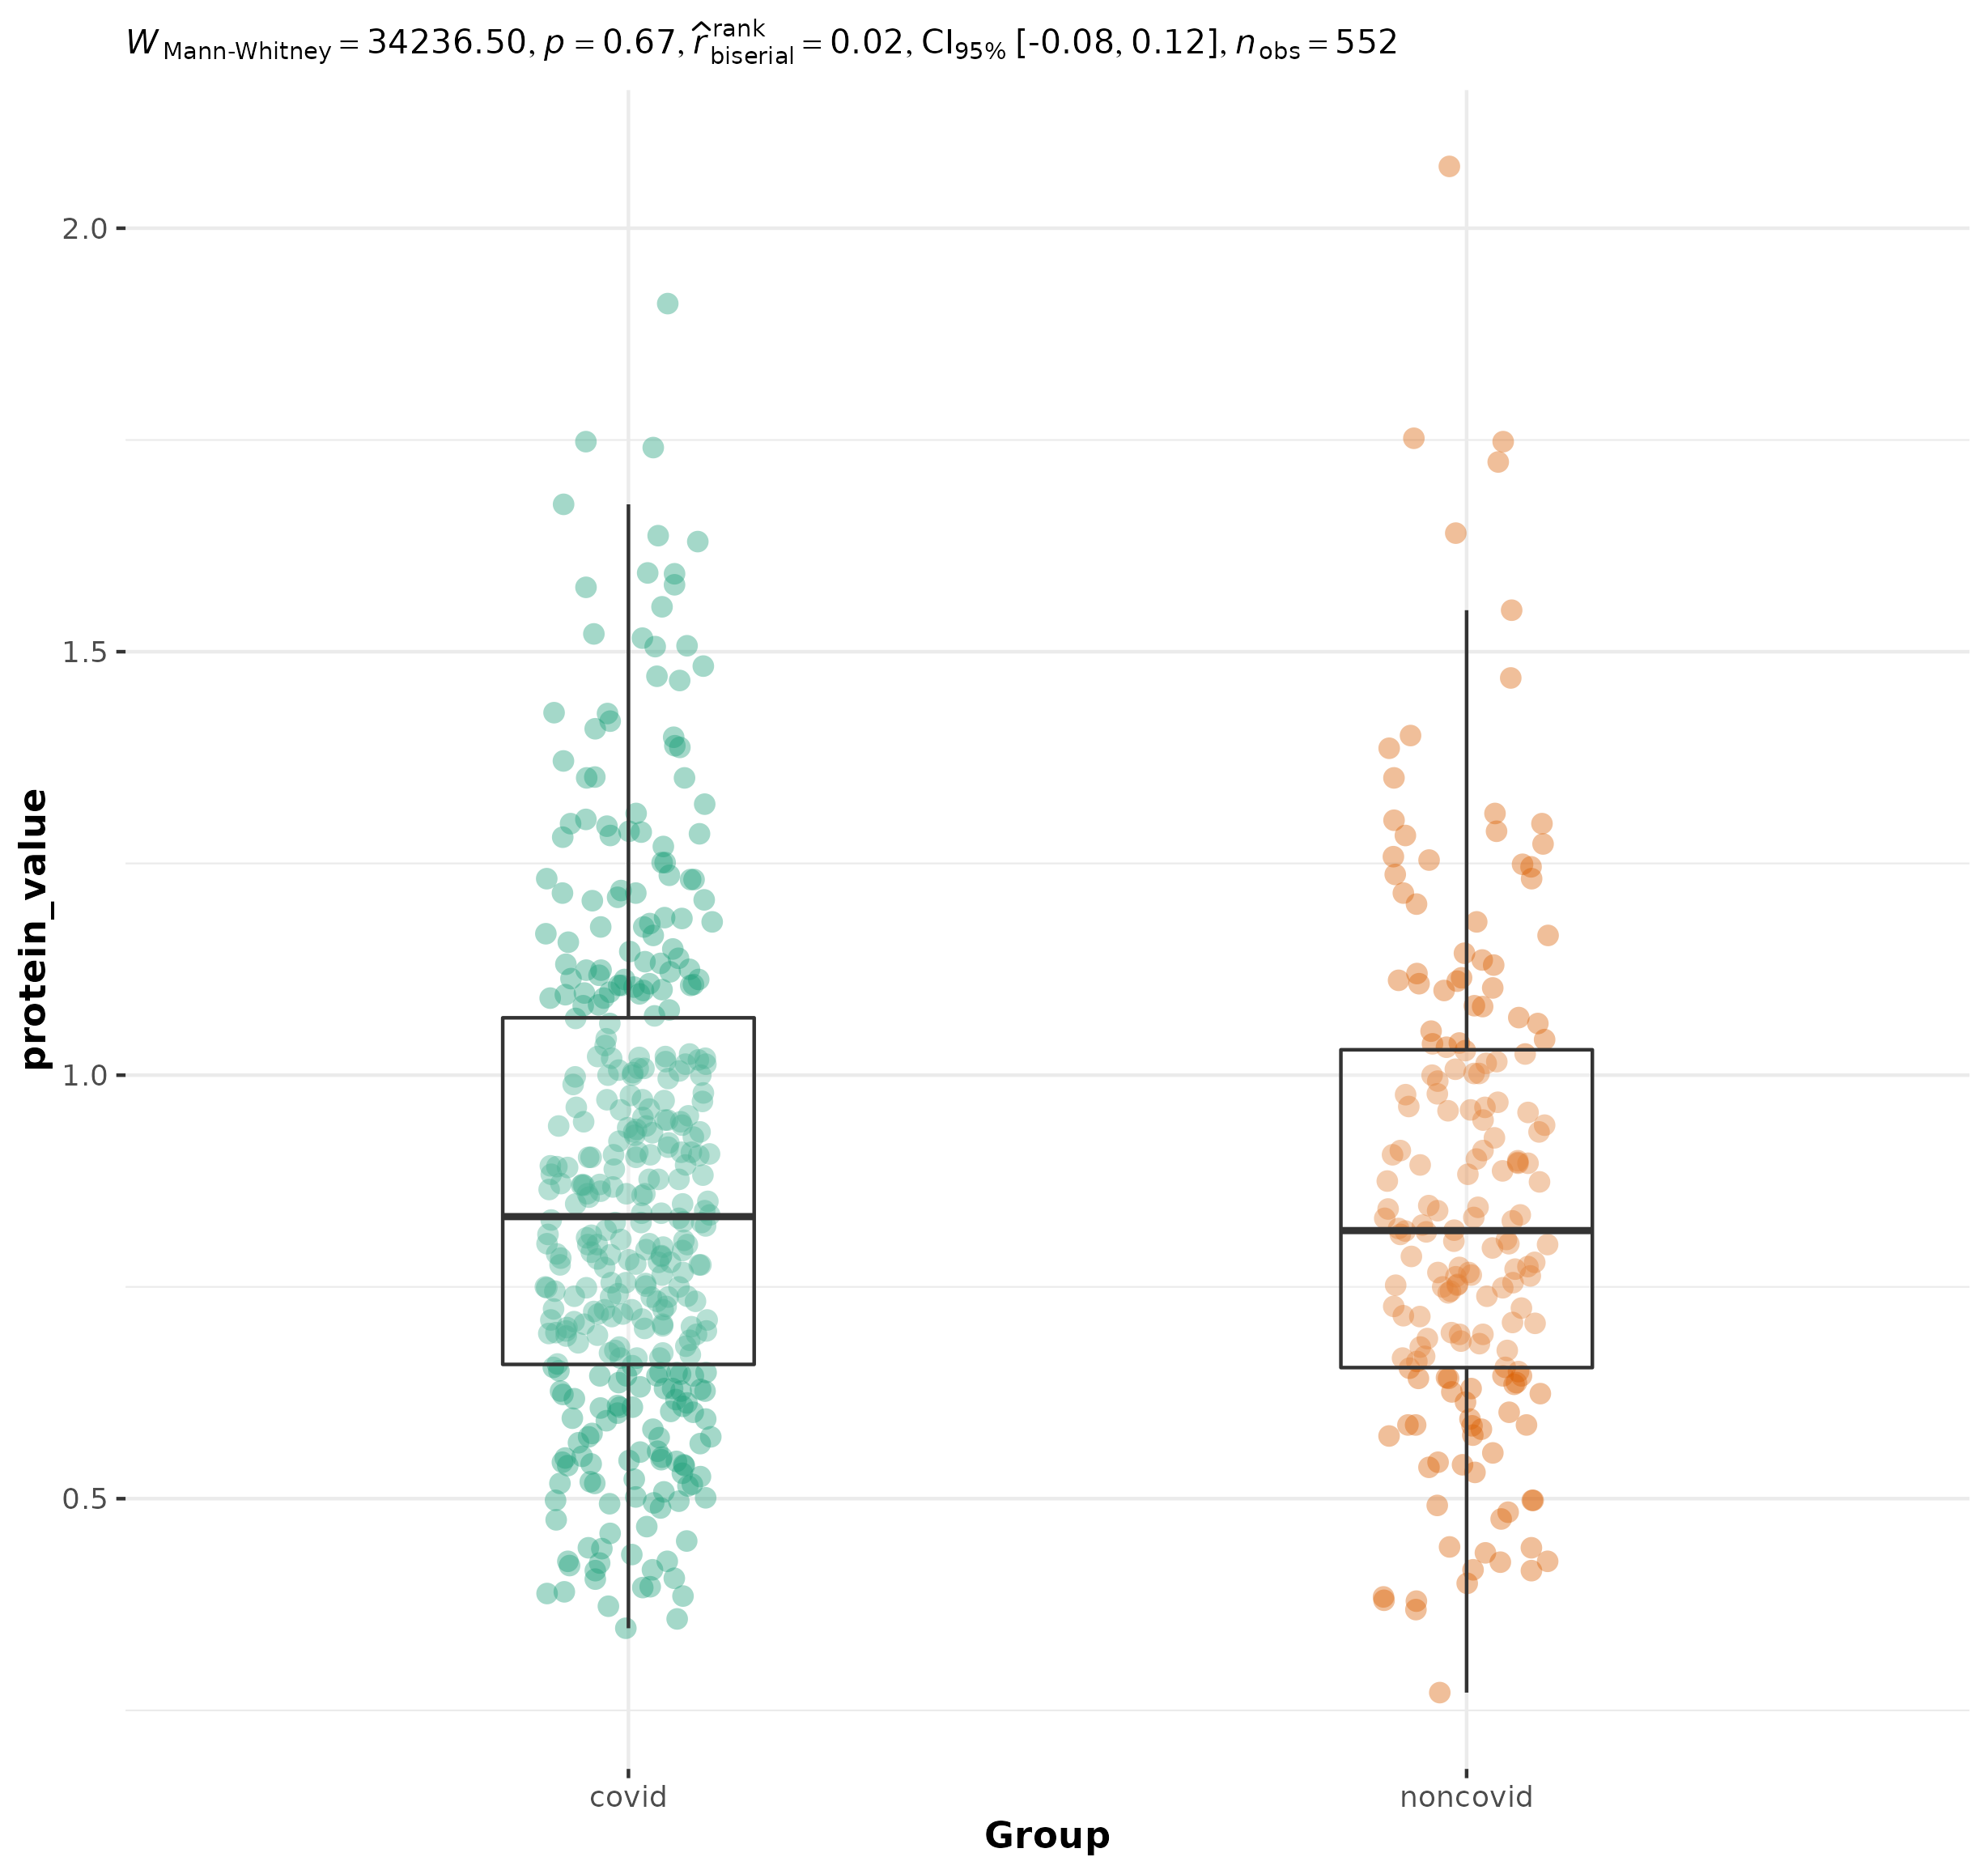 W Mann-Whitney = 34236.50, p = 0.67, r̂ rank biserial = 0.02, CI95% [-0.08, 0.12], n obs = 552
2.0
1.5
1.0
0.5
protein_value
covid noncovid
Group